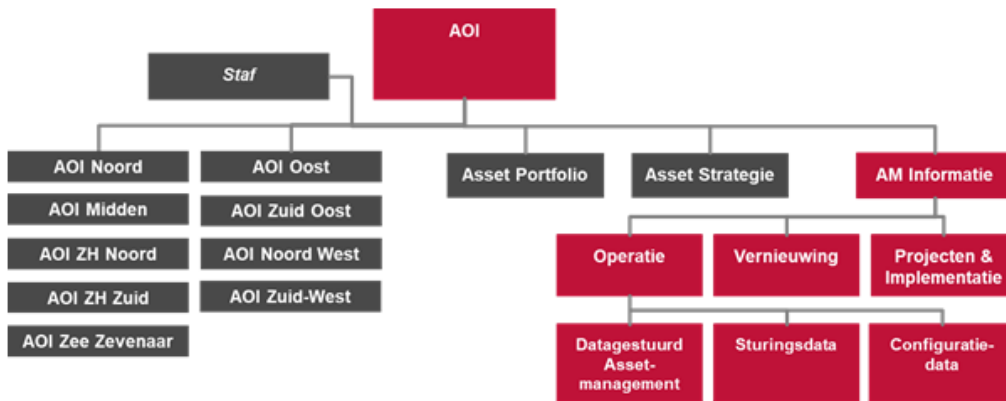 AOI
Staf
AOI Noord
AOI Midden
AOI ZH Noord
AOI ZH Zuid
AOI Zee Zevenaar
AOI Oost
AOI Zuid Oost
AOI Noord West
AOI Zuid-West
Asset Portfolio
Asset Strategie
AM Informatie
Operatie
Vernieuwing
Projecten &
Implementatie
Datagestuurd
Asset-
management
Sturingsdata
Configuratie-
data